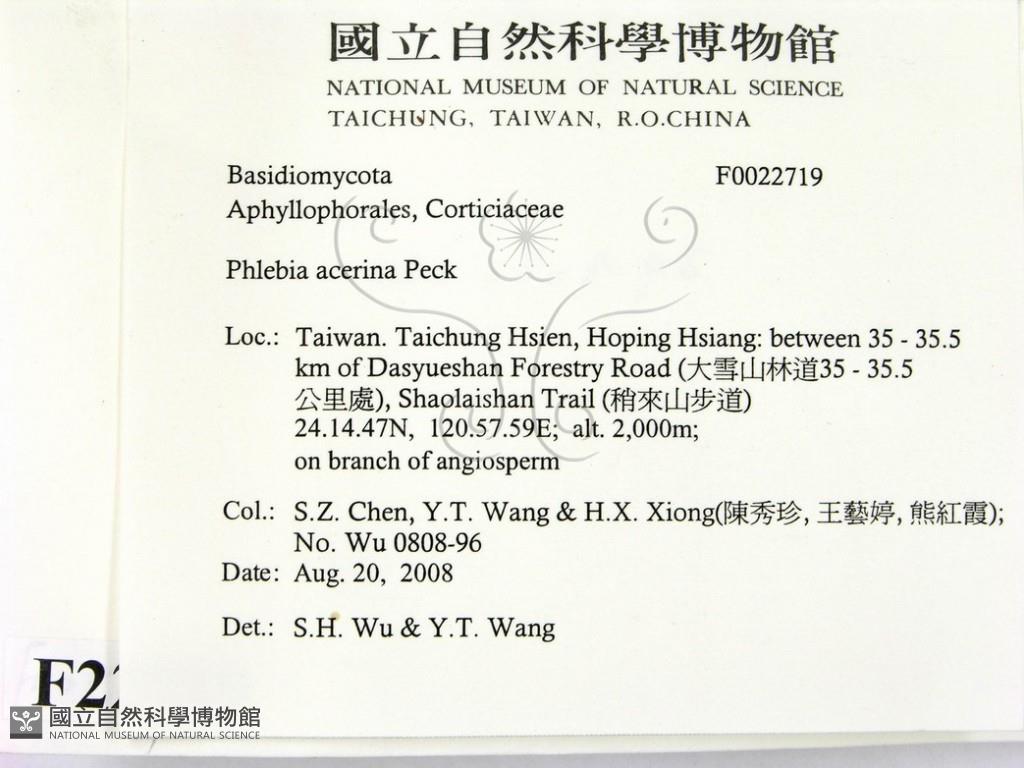 國立自然科學博物館
NATIONAL MUSEUM OF NATURAL SCIENCE
TAICHUNG, TAIWAN, R.O.CHINA
Basidiomycota F0022719
Aphyllophorales, Corticiaceae
Phlebia acerina Peck
Loc.: Taiwan. Taichung Hsien, Hoping Hsiang: between 35 - 35.5
km of Dasyueshan Forestry Road (大雪山林道35 - 35.5
公里處), Shaolaishan Trail (稍來山步道)
24.14.47N, 120.57.59E; alt. 2,000m;
on branch of angiosperm
Col.: S.Z. Chen, Y.T. Wang & H.X. Xiong(陳秀珍, 王藝婷, 熊紅霞);
No. Wu 0808-96
Date: Aug. 20, 2008
Det.: S.H. Wu & Y.T. Wang
國立自然科學博物館
NATIONAL MUSEUM OF NATURAL SCIENCE